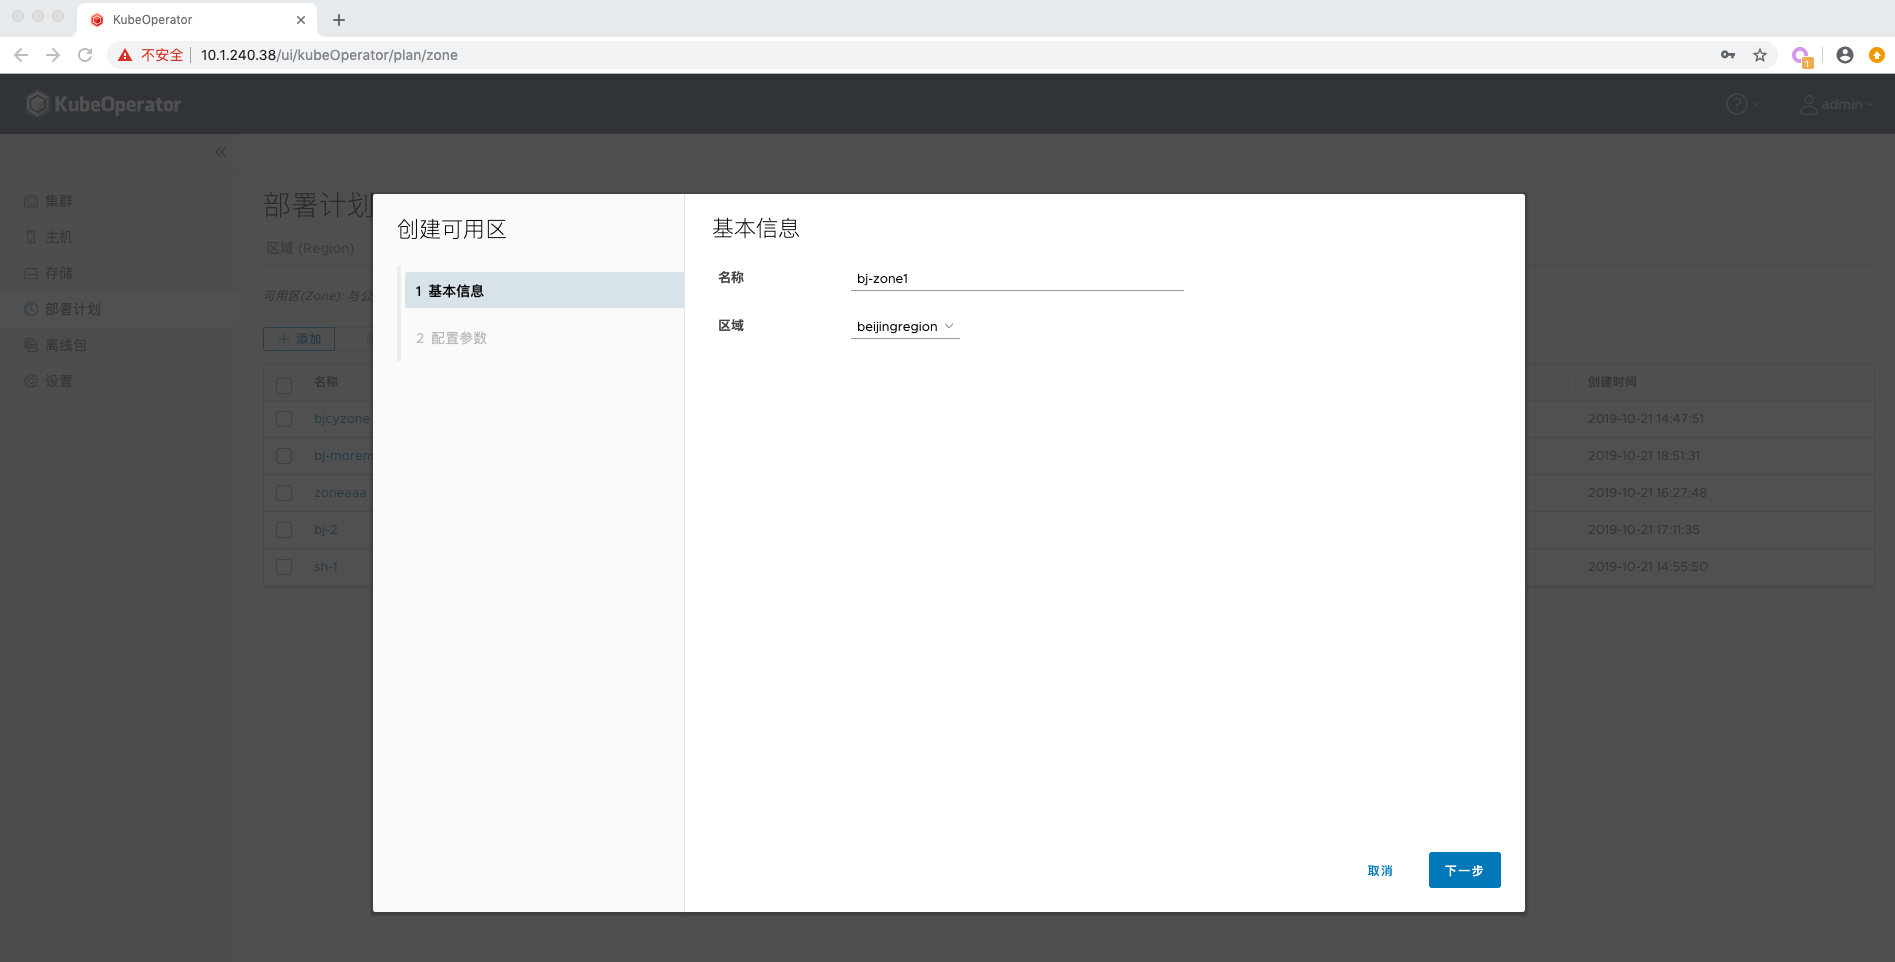 KubeOperator
不安全 10.1.240.38/ui/kubeOperator/plan/zone
1
KubeOperator
? admin
集群
主机
存储
部署计划
离线包
设置
部署计划
区域 (Region)
可用区(Zone): 与公
添加
名称 创建时间
bjcyzone 2019-10-21 14:47:51
bj-morem 2019-10-21 18:51:31
zoneaaa 2019-10-21 16:27:48
bj-2 2019-10-21 17:11:35
sh-1 2019-10-21 14:55:50
创建可用区
1 基本信息
2 配置参数
基本信息
名称 bj-zone1
区域 beijingregion
取消 下一步